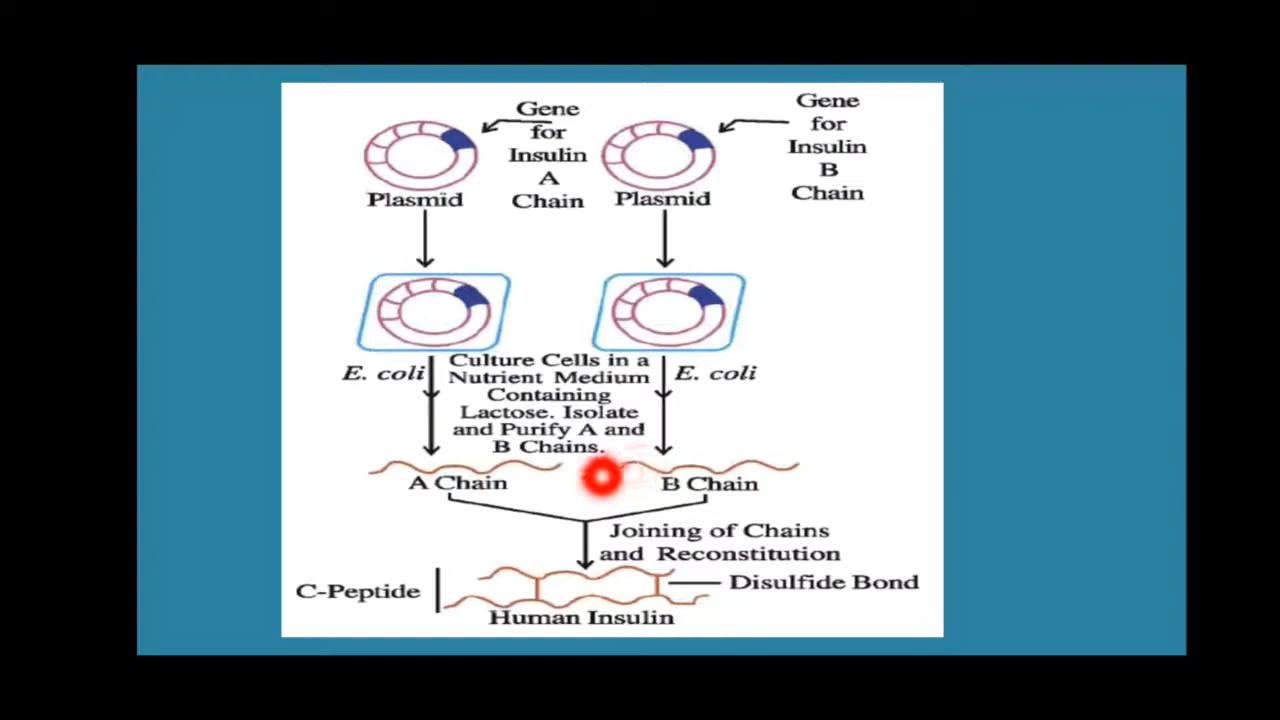 Gene
for
Insulin
A
Chain
Gene
for
Insulin
B
Chain
Plasmid
Plasmid
E. coli
Culture Cells in a
Nutrient Medium
Containing
Lactose. Isolate
and Purify A and
B Chains.
E. coli
A Chain
B Chain
Joining of Chains
and Reconstitution
C-Peptide
Disulfide Bond
Human Insulin